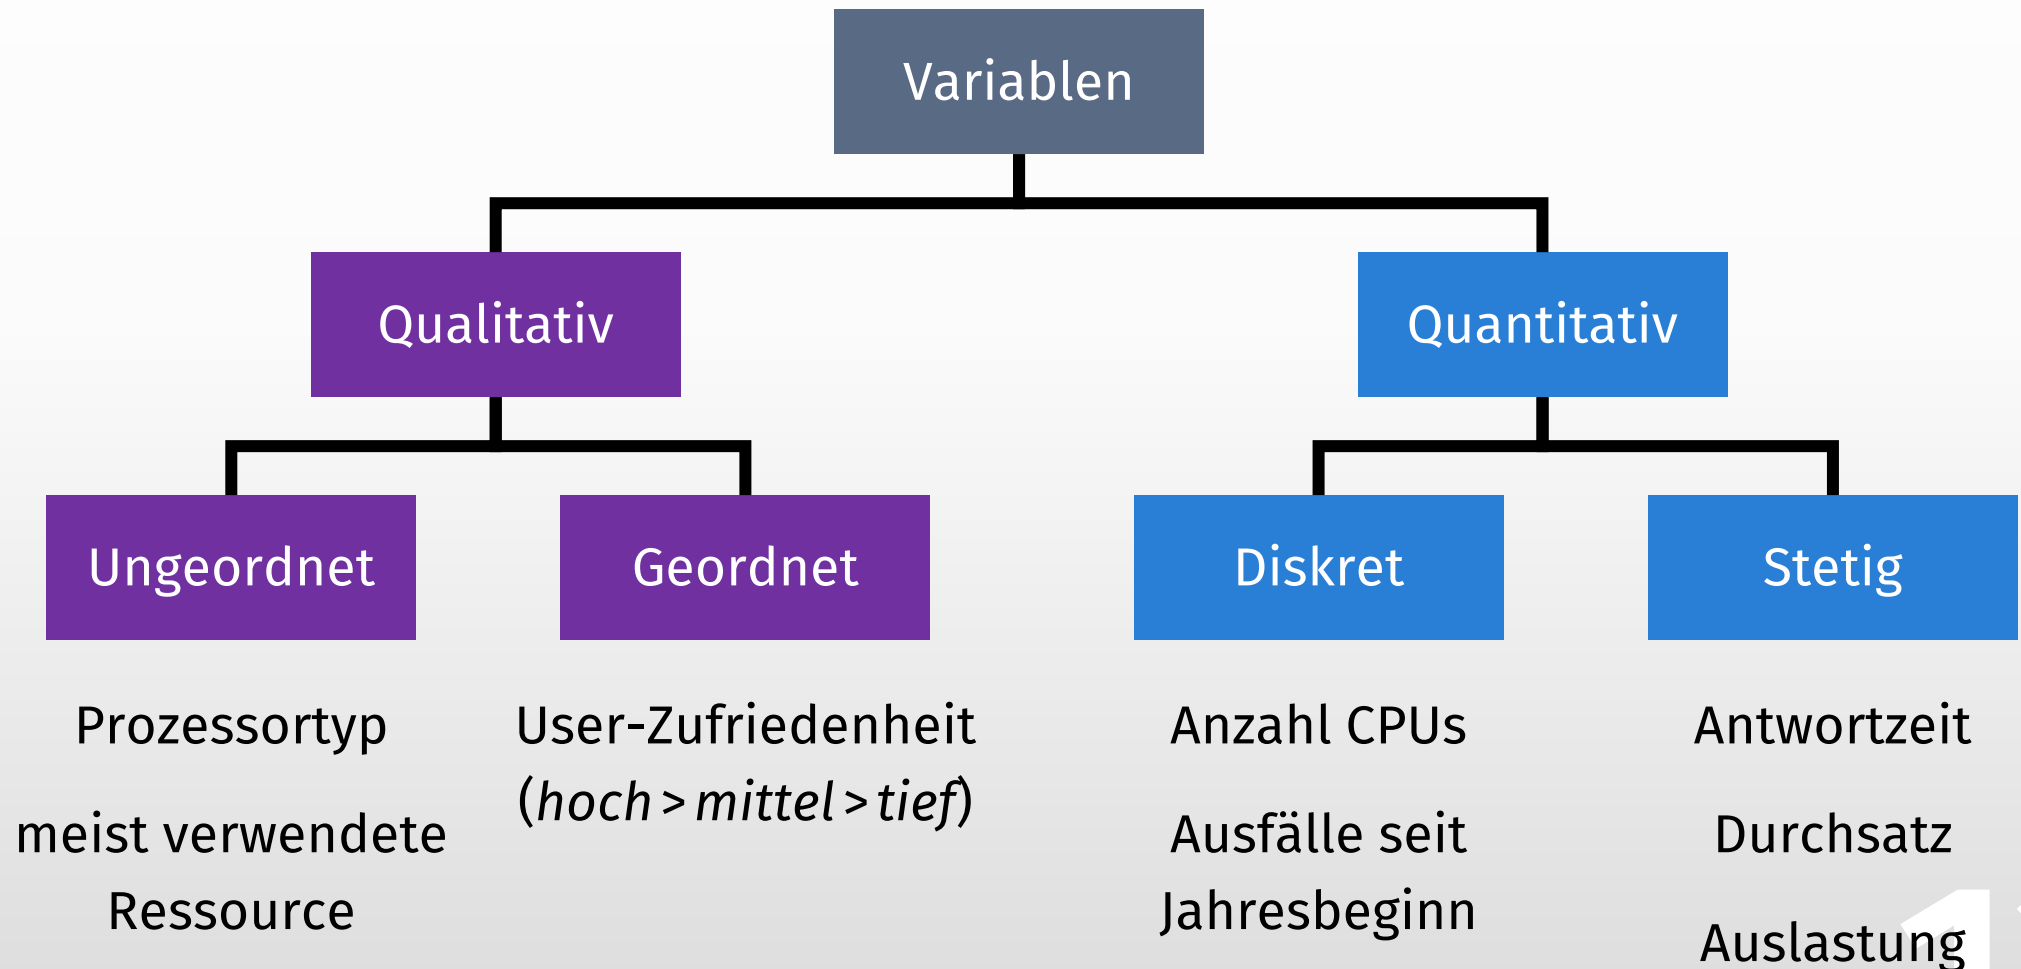 Variablen
Qualitativ
Quantitativ
Ungeordnet
Geordnet
Diskret
Stetig
Prozessortyp
meist verwendete
Ressource
User-Zufriedenheit
(hoch > mittel > tief)
Anzahl CPUs
Ausfälle seit
Jahresbeginn
Antwortzeit
Durchsatz
Auslastung